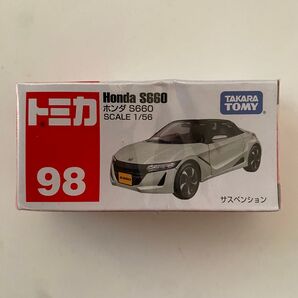 トミカ
98
Honda S660
ホンダ S660
SCALE 1/56
TAKARA
TOMY
サスペンション